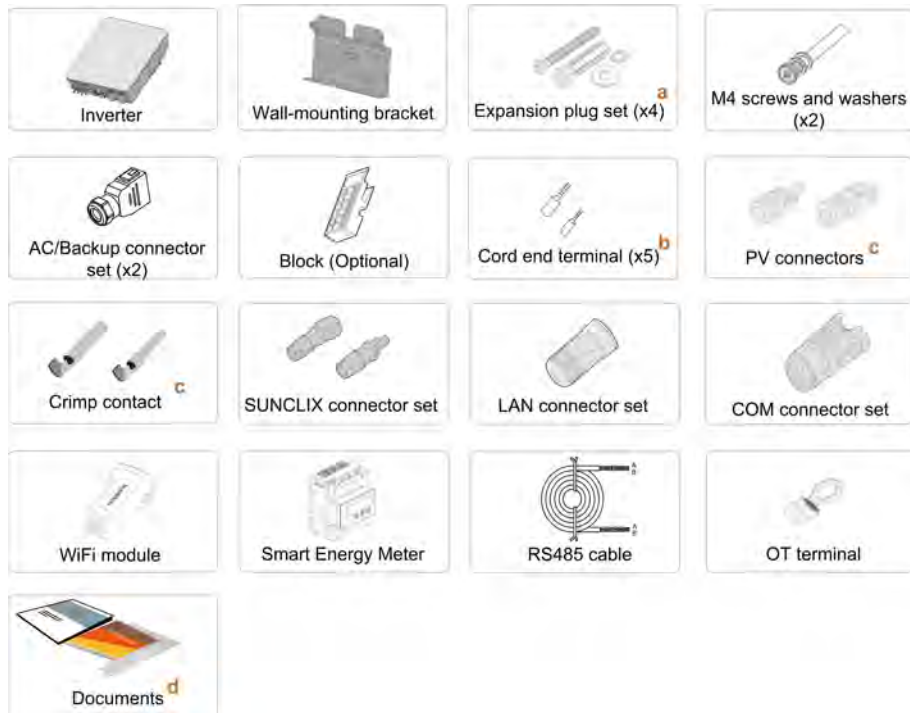 Inverter
Wall-mounting bracket
Expansion plug set (x4) a
M4 screws and washers
(x2)
AC/Backup connector
set (x2)
Block (Optional)
Cord end terminal (x5) b
PV connectors c
Crimp contact c
SUNCLIX connector set
LAN connector set
COM connector set
WiFi module
Smart Energy Meter
A
B
A
B
RS485 cable
OT terminal
Documents d